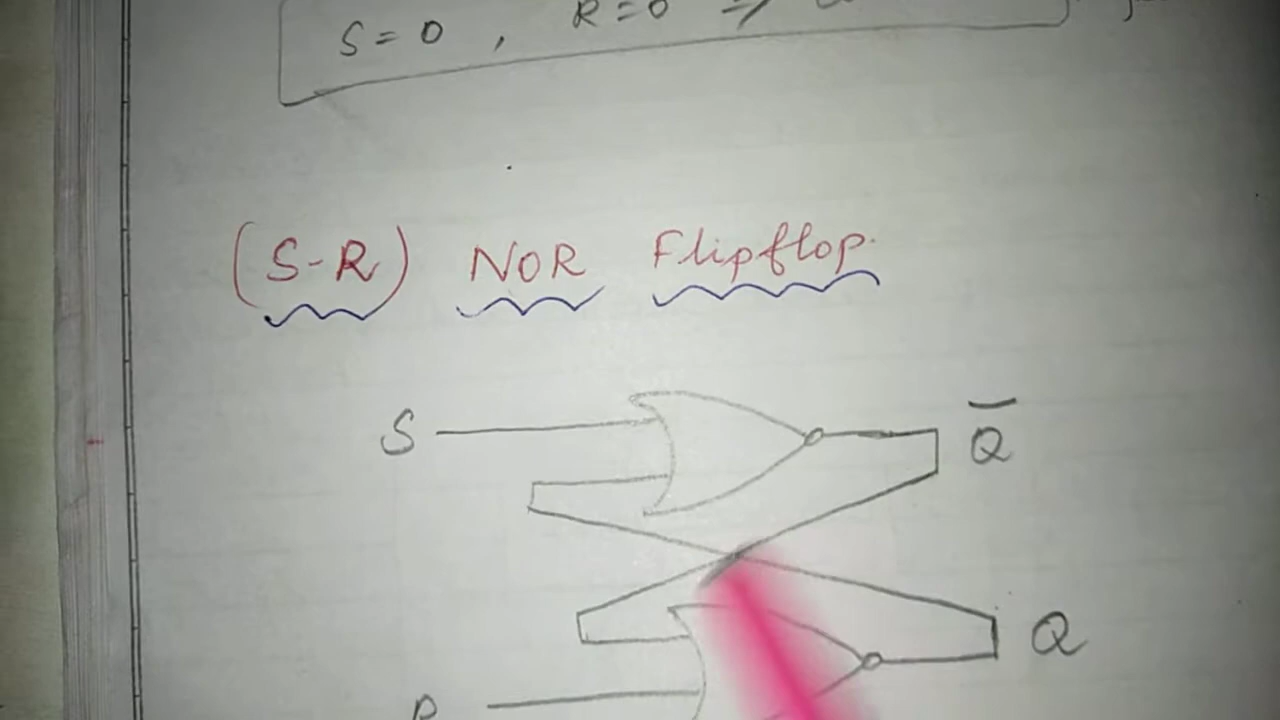 S = 0 , R = 0 ⇒
(S-R) NOR Flipflop.
S Q̅
Q
R